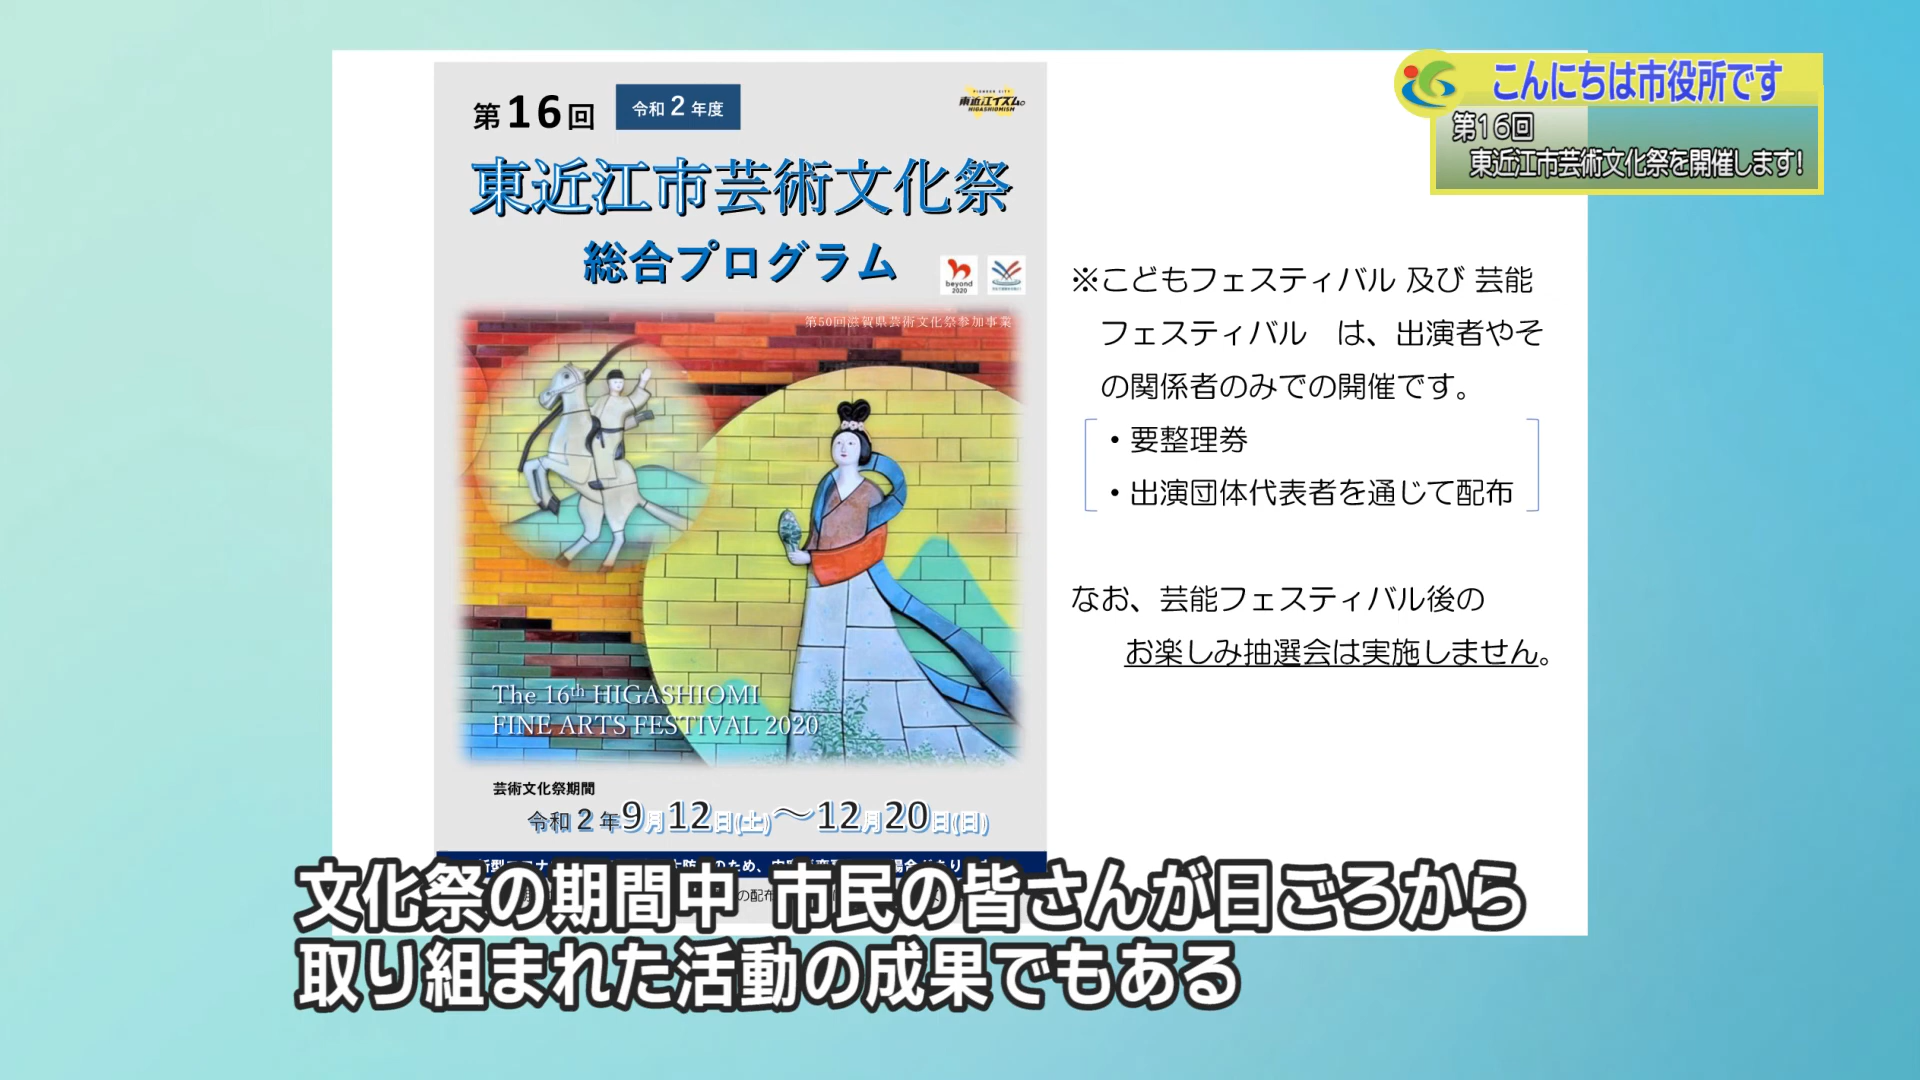 こんにちは市役所です
第16回
東近江市芸術文化祭を開催します！
第16回
令和2年度
東近江イズム。
HIGASHIOMISM
東近江市芸術文化祭
総合プログラム
beyond
2020
第50回滋賀県芸術文化祭参加事業
The 16th HIGASHIOMI
FINE ARTS FESTIVAL 2020
芸術文化祭期間
令和2年9月12日(土)～12月20日(日)
※こどもフェスティバル 及び 芸能
フェスティバル は、出演者やそ
の関係者のみでの開催です。
・要整理券
・出演団体代表者を通じて配布
なお、芸能フェスティバル後の
お楽しみ抽選会は実施しません。
文化祭の期間中 市民の皆さんが日ごろから
取り組まれた活動の成果でもある